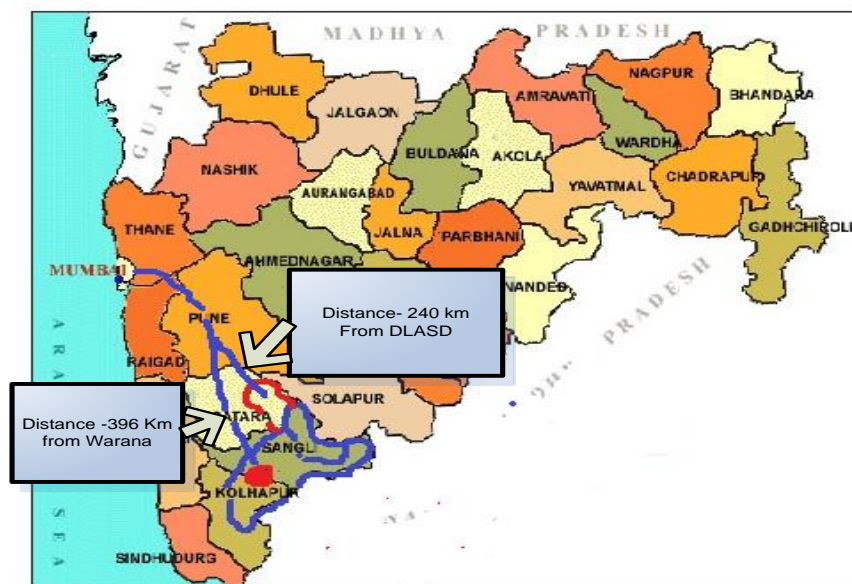 MADHYA PRADESH
GUJARAT
DHULE
JALGAON
NAGPUR
AMRAVATI
BHANDARA
BULDANA
AKOLA
WARDHA
NASHIK
AURANGABAD
YAVATMAL
CHADRAPUR
THANE
JALNA
PARBHANI
GADHCHIROLI
MUMBAI
AHMEDNAGAR
NANDED
PRADESH
Distance- 240 km
From DLASD
PUNE
RAIGAD
ARA
SEA
SOLAPUR
Distance -396 Km
from Warana
ATARA
SANGLI
KOLHAPUR
SINDHUDURG